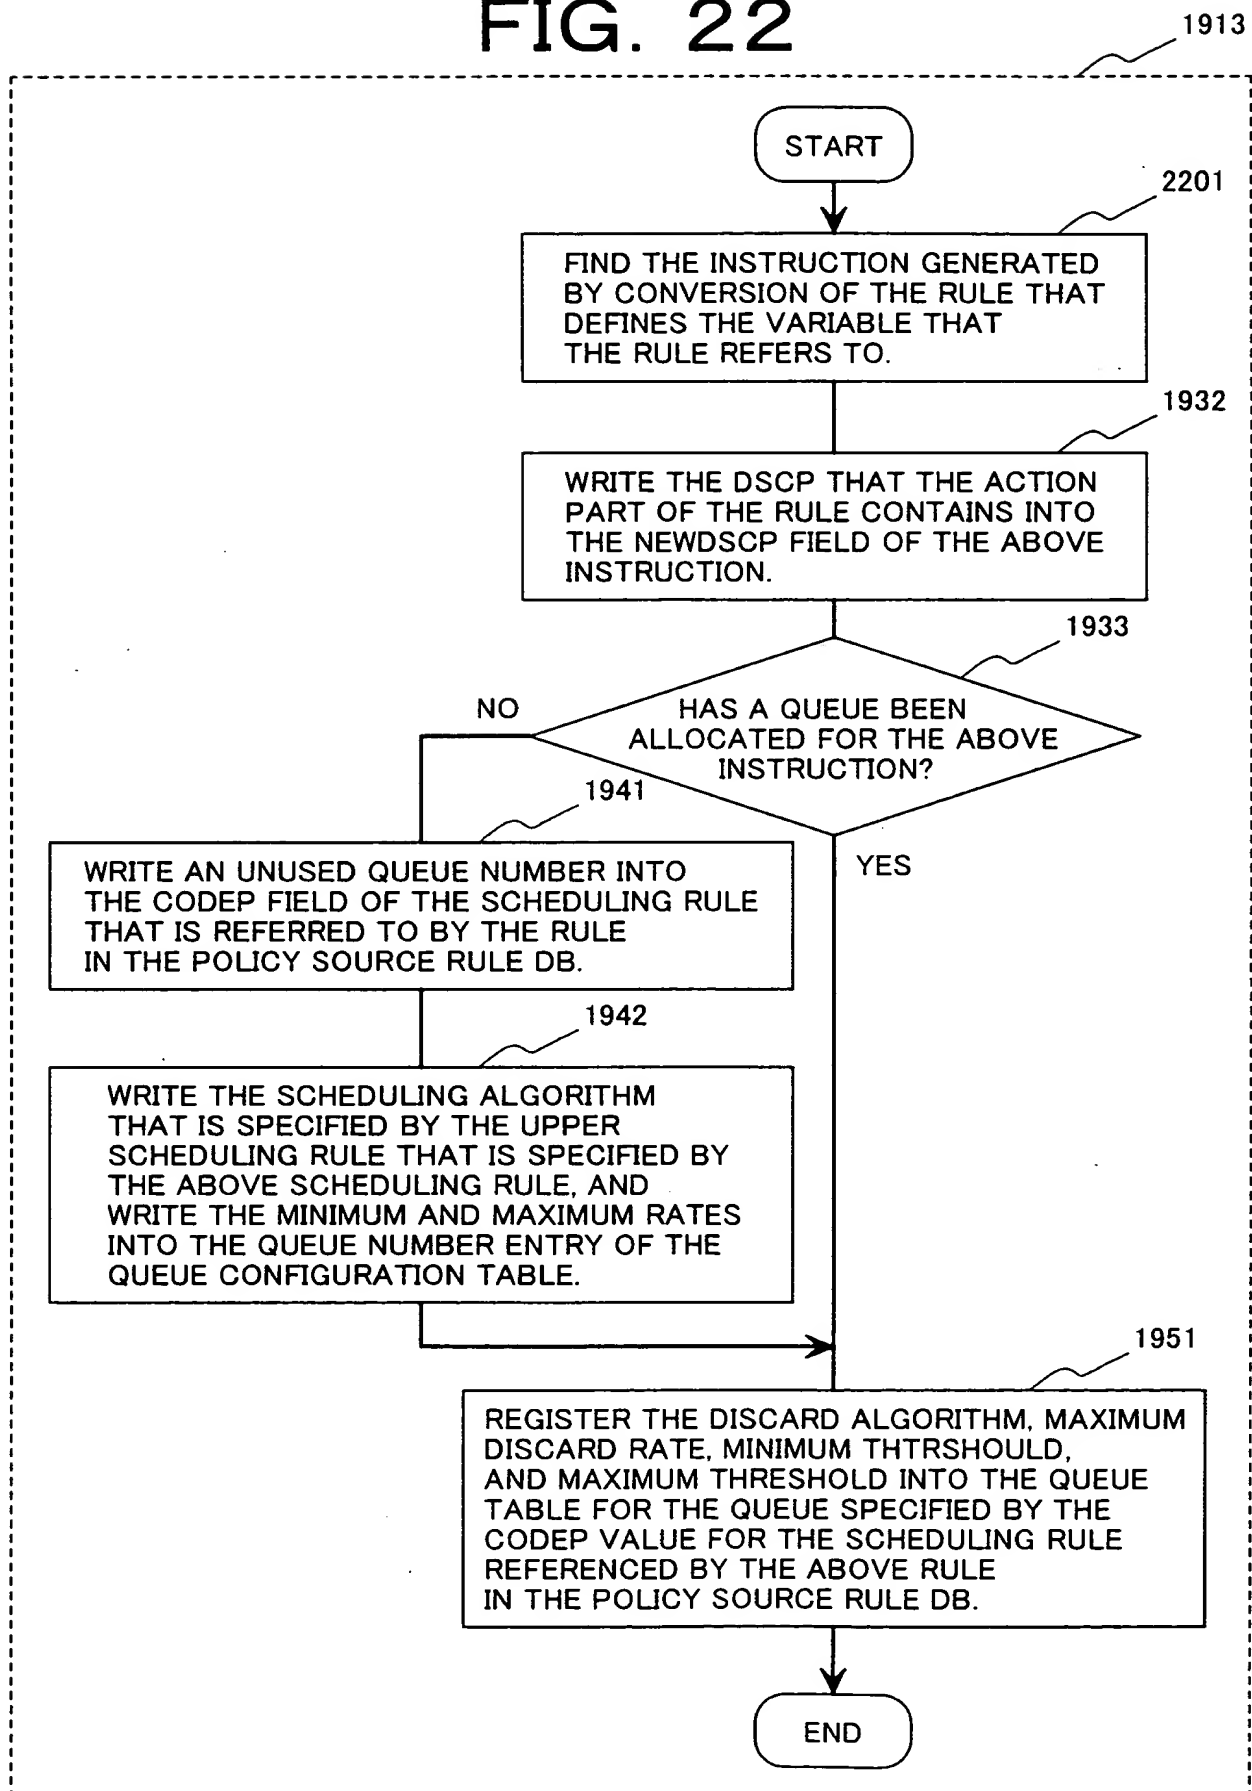 FIG. 22
1913
START
2201
FIND THE INSTRUCTION GENERATED
BY CONVERSION OF THE RULE THAT
DEFINES THE VARIABLE THAT
THE RULE REFERS TO.
1932
WRITE THE DSCP THAT THE ACTION
PART OF THE RULE CONTAINS INTO
THE NEWDSCP FIELD OF THE ABOVE
INSTRUCTION.
1933
NO
HAS A QUEUE BEEN
ALLOCATED FOR THE ABOVE
INSTRUCTION?
1941
YES
WRITE AN UNUSED QUEUE NUMBER INTO
THE CODEP FIELD OF THE SCHEDULING RULE
THAT IS REFERRED TO BY THE RULE
IN THE POLICY SOURCE RULE DB.
1942
WRITE THE SCHEDULING ALGORITHM
THAT IS SPECIFIED BY THE UPPER
SCHEDULING RULE THAT IS SPECIFIED BY
THE ABOVE SCHEDULING RULE, AND
WRITE THE MINIMUM AND MAXIMUM RATES
INTO THE QUEUE NUMBER ENTRY OF THE
QUEUE CONFIGURATION TABLE.
1951
REGISTER THE DISCARD ALGORITHM, MAXIMUM
DISCARD RATE, MINIMUM THTRSHOULD,
AND MAXIMUM THRESHOLD INTO THE QUEUE
TABLE FOR THE QUEUE SPECIFIED BY THE
CODEP VALUE FOR THE SCHEDULING RULE
REFERENCED BY THE ABOVE RULE
IN THE POLICY SOURCE RULE DB.
END